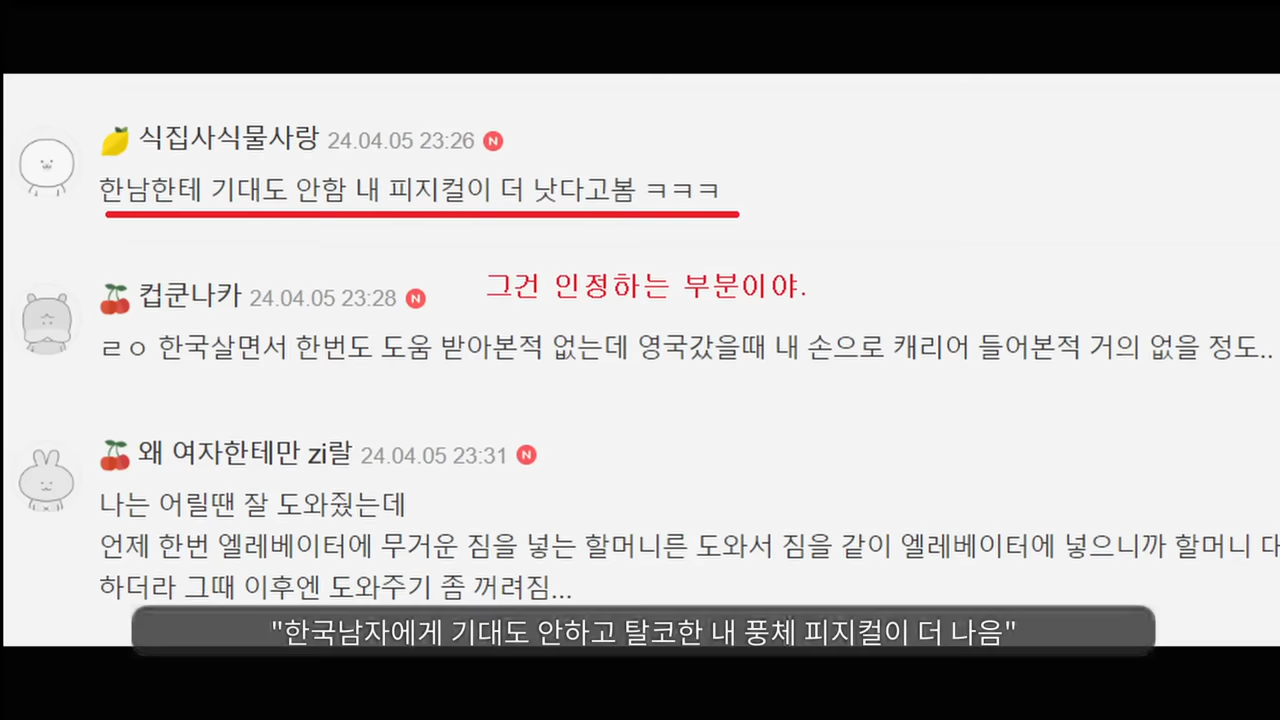 식집사식물사랑 24.04.05 23:26 N
한남한테 기대도 안함 내 피지컬이 더 낫다고봄 ㅋㅋㅋ
그건 인정하는 부분이야.
컵쿤나카 24.04.05 23:28 N
ㄹㅇ 한국살면서 한번도 도움 받아본적 없는데 영국갔을때 내 손으로 캐리어 들어본적 거의 없을 정도..
왜 여자한테만 zi랄 24.04.05 23:31 N
나는 어릴땐 잘 도와줬는데
언제 한번 엘레베이터에 무거운 짐을 넣는 할머니른 도와서 짐을 같이 엘레베이터에 넣으니까 할머니
하더라 그때 이후엔 도와주기 좀 꺼려짐...
"한국남자에게 기대도 안하고 탈코한 내 풍체 피지컬이 더 나음"